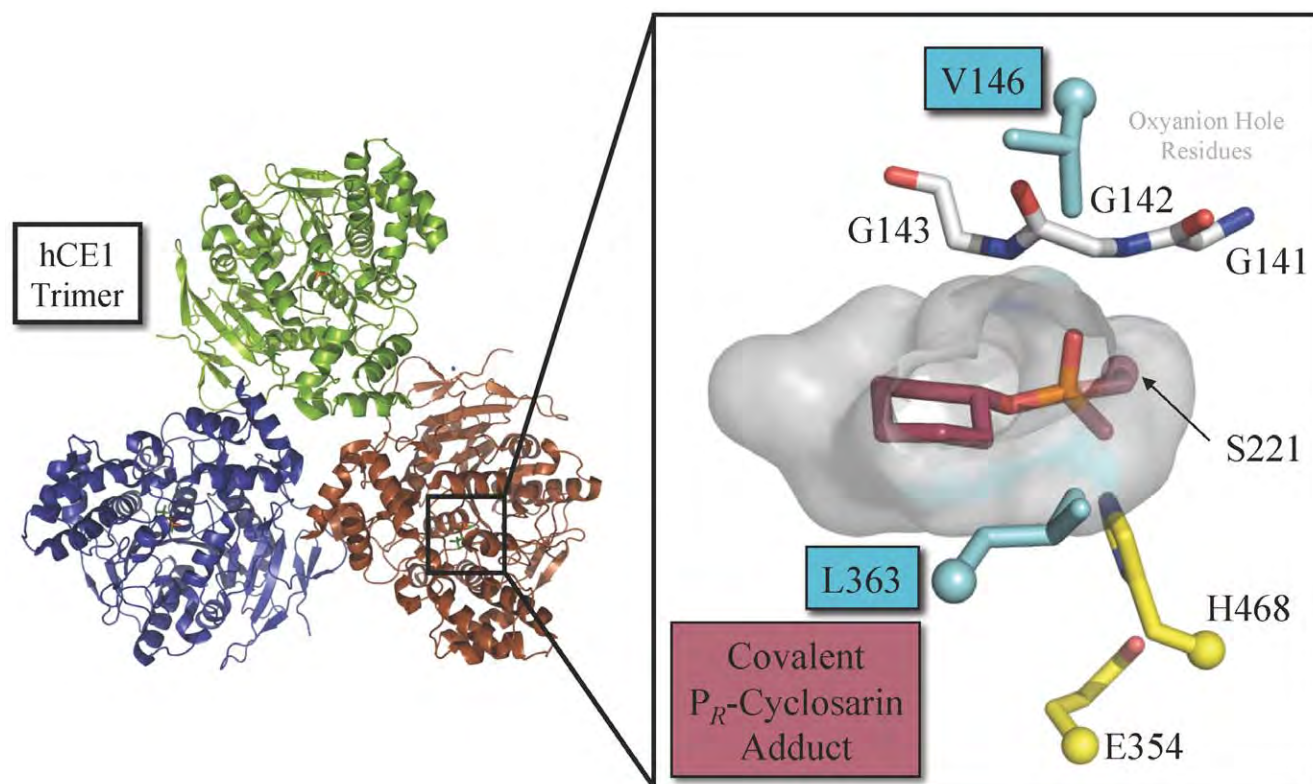 hCE1
Trimer
V146
Oxyanion Hole
Residues
G142
G143
G141
S221
L363
H468
Covalent
PR-Cyclosarin
Adduct
E354